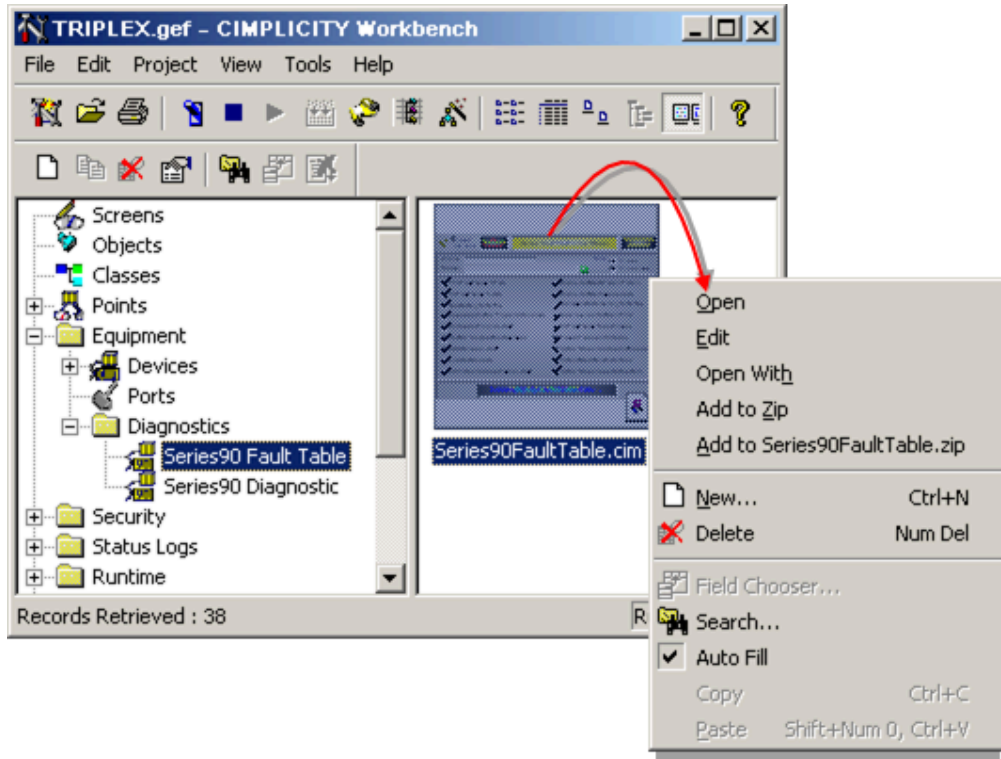 TRIPLEX.gef - CIMPLICITY Workbench
File Edit Project View Tools Help
Screens
Objects
Classes
Points
Equipment
Devices
Ports
Diagnostics
Series90 Fault Table
Series90 Diagnostic
Security
Status Logs
Runtime
Series90FaultTable.cim
Records Retrieved : 38
Open
Edit
Open With
Add to Zip
Add to Series90FaultTable.zip
New... Ctrl+N
Delete Num Del
Field Chooser...
Search...
Auto Fill
Copy Ctrl+C
Paste Shift+Num 0, Ctrl+V